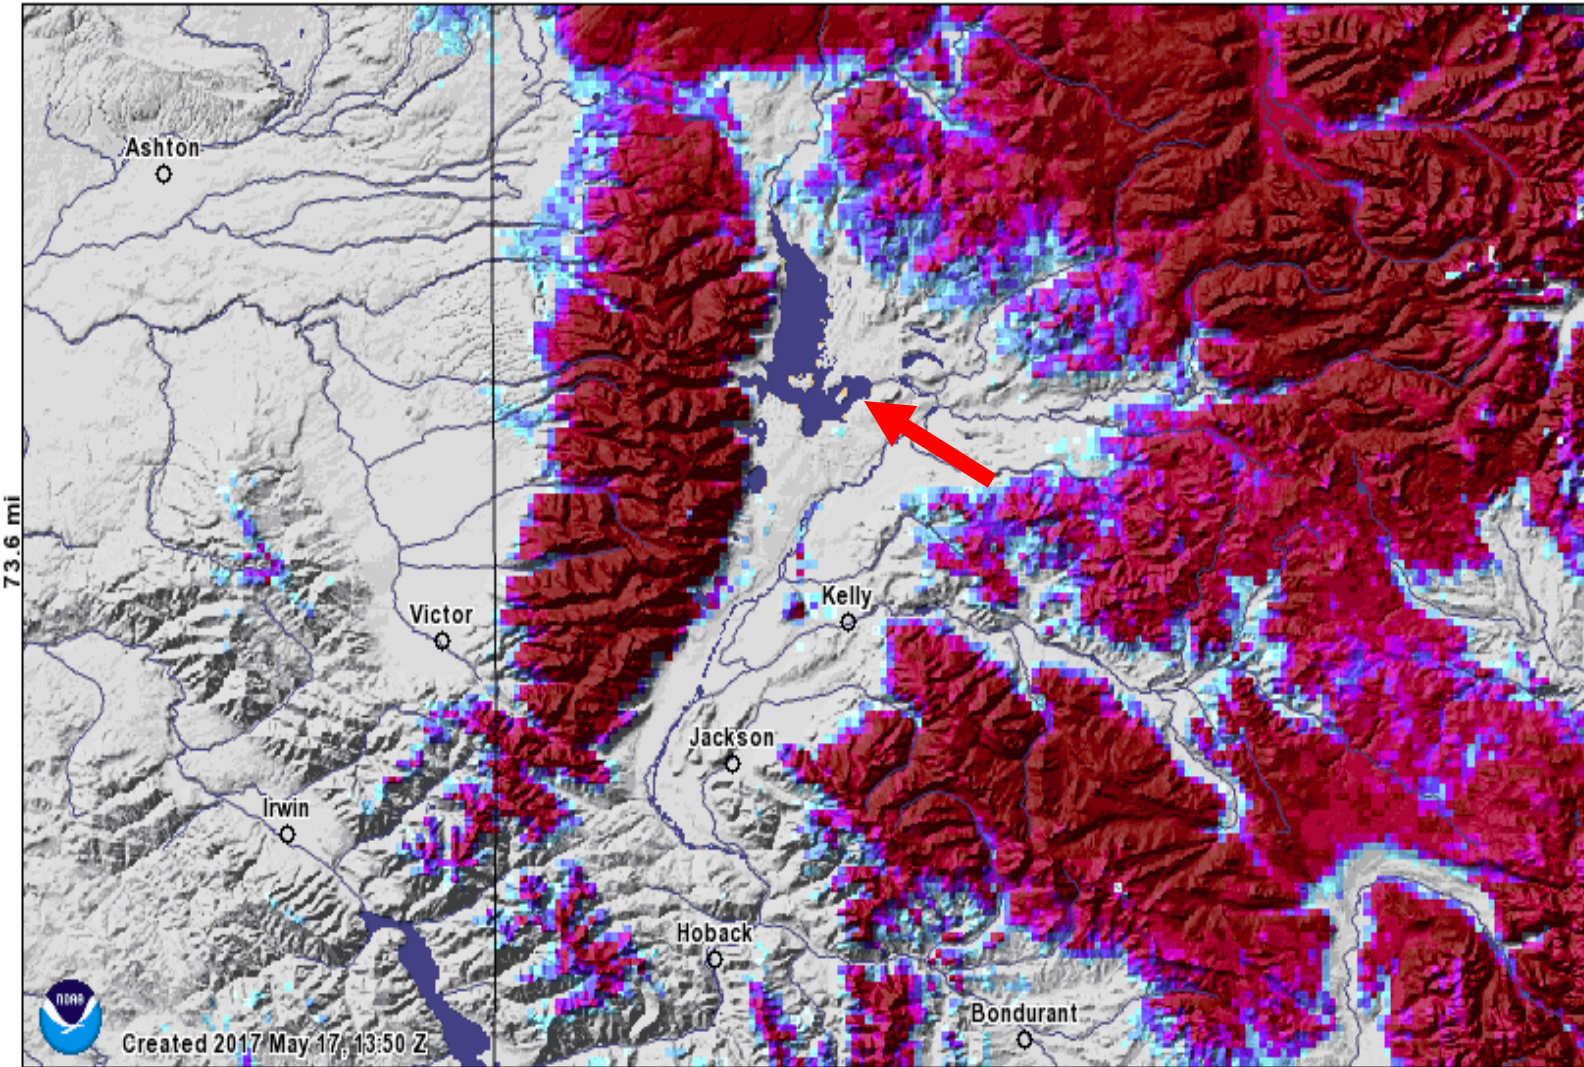 Ashton
73.6 mi
Kelly
Victor
Jackson
Irwin
Hoback
NOAA
Bondurant
Created 2017 May 17, 13:50 Z